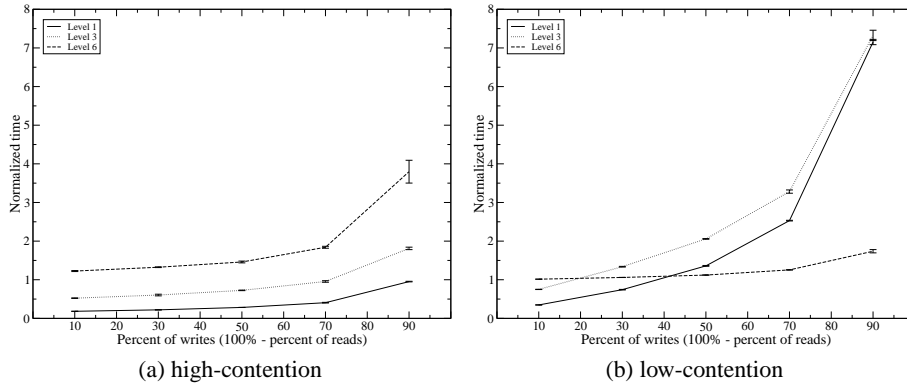 8
7
6
5
4
3
2
1
0
Normalized time
Level 1
Level 3
Level 6
10 20 30 40 50 60 70 80 90
Percent of writes (100% - percent of reads)
(a) high-contention
8
7
6
5
4
3
2
1
0
Normalized time
Level 1
Level 3
Level 6
10 20 30 40 50 60 70 80 90
Percent of writes (100% - percent of reads)
(b) low-contention